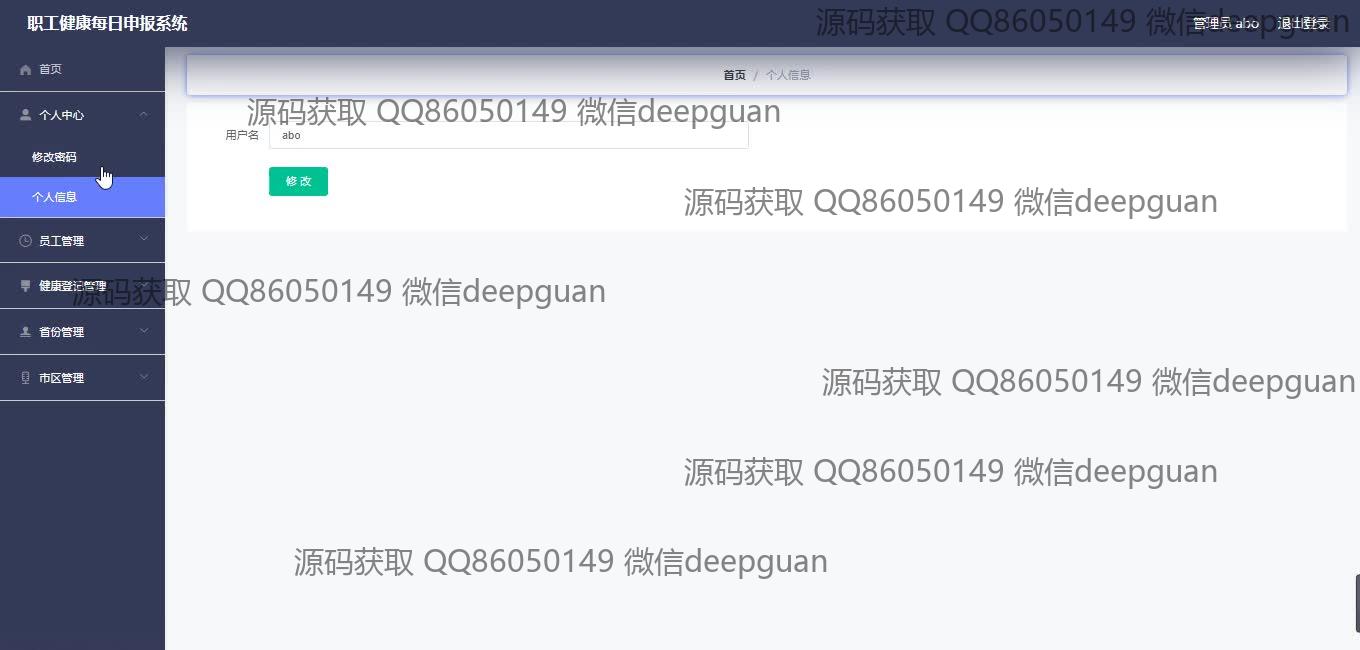 职工健康每日申报系统
源码获取 QQ86050149 微信deepguan
管理员 abo
退出登录
首页
首页 / 个人信息
个人中心
源码获取 QQ86050149 微信deepguan
用户名
abo
修改密码
修 改
个人信息
源码获取 QQ86050149 微信deepguan
员工管理
健康登记管理
源码获取 QQ86050149 微信deepguan
省份管理
市区管理
源码获取 QQ86050149 微信deepguan
源码获取 QQ86050149 微信deepguan
源码获取 QQ86050149 微信deepguan